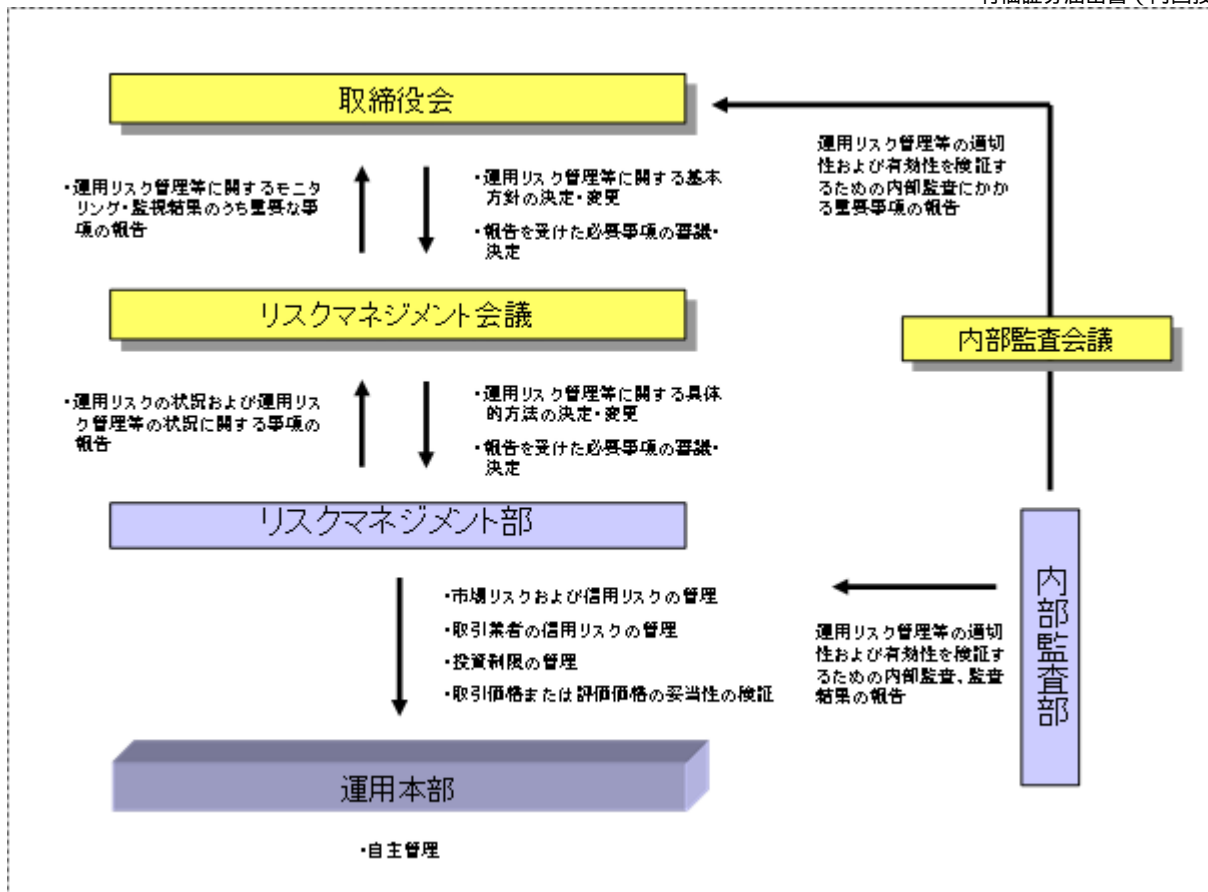 取締役会
・運用リスク管理等に関するモニタ
リング・監視結果のうち重要な事
項の報告
・運用リスク管理等に関する基本
方針の決定・変更
・報告を受けた必要事項の審議・
決定
運用リスク管理等の適切
性および有効性を検証す
るための内部監査にかか
る重要事項の報告
リスクマネジメント会議
内部監査会議
・運用リスクの状況および運用リス
ク管理等の状況に関する事項の
報告
・運用リスク管理等に関する具体
的方法の決定・変更
・報告を受けた必要事項の審議・
決定
リスクマネジメント部
・市場リスクおよび信用リスクの管理
・取引業者の信用リスクの管理
・投資制限の管理
・取引価格または評価価格の妥当性の検証
運用リスク管理等の適切
性および有効性を検証す
るための内部監査、監査
結果の報告
内部監査部
運用本部
・自主管理